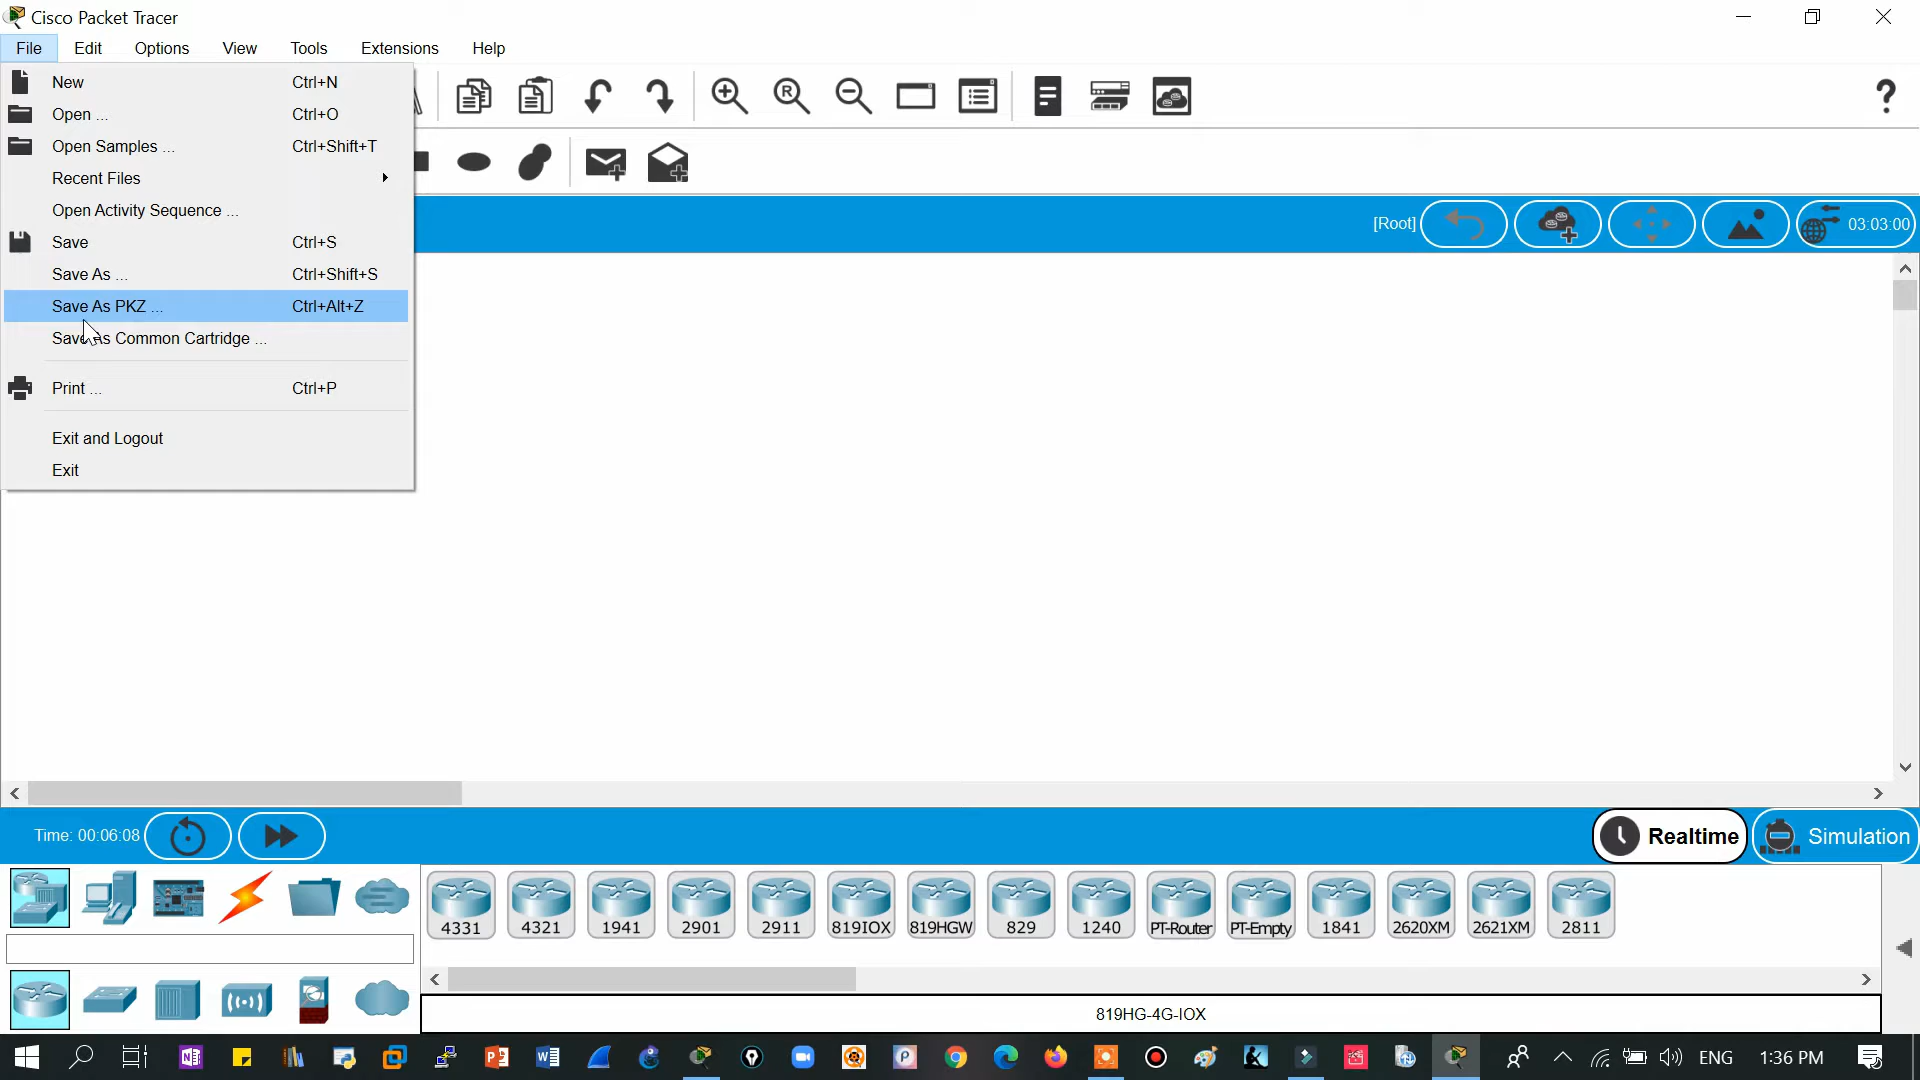 Cisco Packet Tracer
File Edit Options View Tools Extensions Help
New Ctrl+N
Open ... Ctrl+O
Open Samples ... Ctrl+Shift+T
Recent Files
Open Activity Sequence ...
Save Ctrl+S
Save As ... Ctrl+Shift+S
Save As PKZ ... Ctrl+Alt+Z
Save As Common Cartridge ...
Print ... Ctrl+P
Exit and Logout
Exit
[Root] 03:03:00
Time: 00:06:08 Realtime Simulation
4331 4321 1941 2901 2911 819IOX 819HGW 829 1240 PT-Router PT-Empty 1841 2620XM 2621XM 2811
819HG-4G-IOX
ENG 1:36 PM